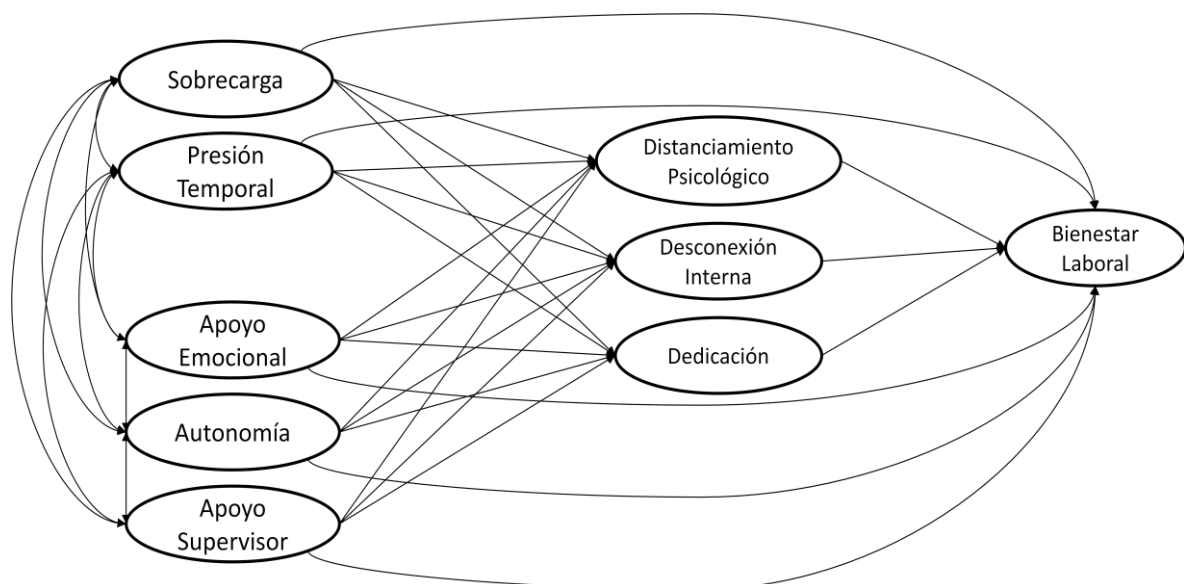 Sobrecarga
Presión
Temporal
Apoyo
Emocional
Autonomía
Apoyo
Supervisor
Distanciamiento
Psicológico
Desconexión
Interna
Dedicación
Bienestar
Laboral